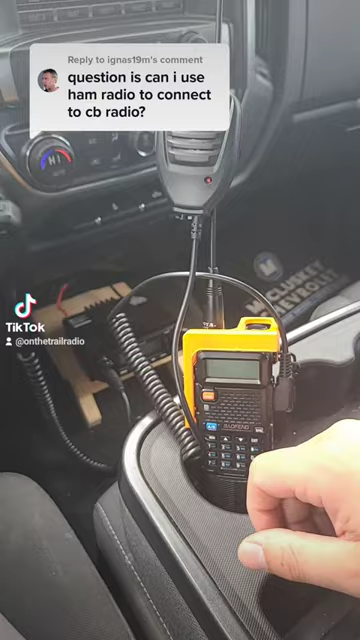 Reply to ignas19m's comment
question is can i use
ham radio to connect
to cb radio?
HI
TikTok
@onthetrailradio
McCLUSKEY
CHEVROLET
BAOFENG